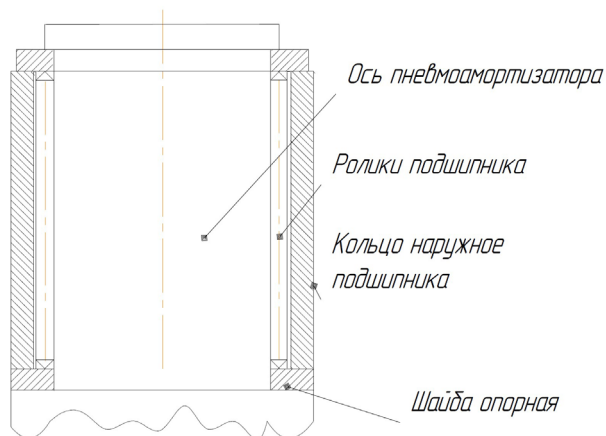 Ось пневмоамортизатора
Ролики подшипника
Кольцо наружное
подшипника
Шайба опорная